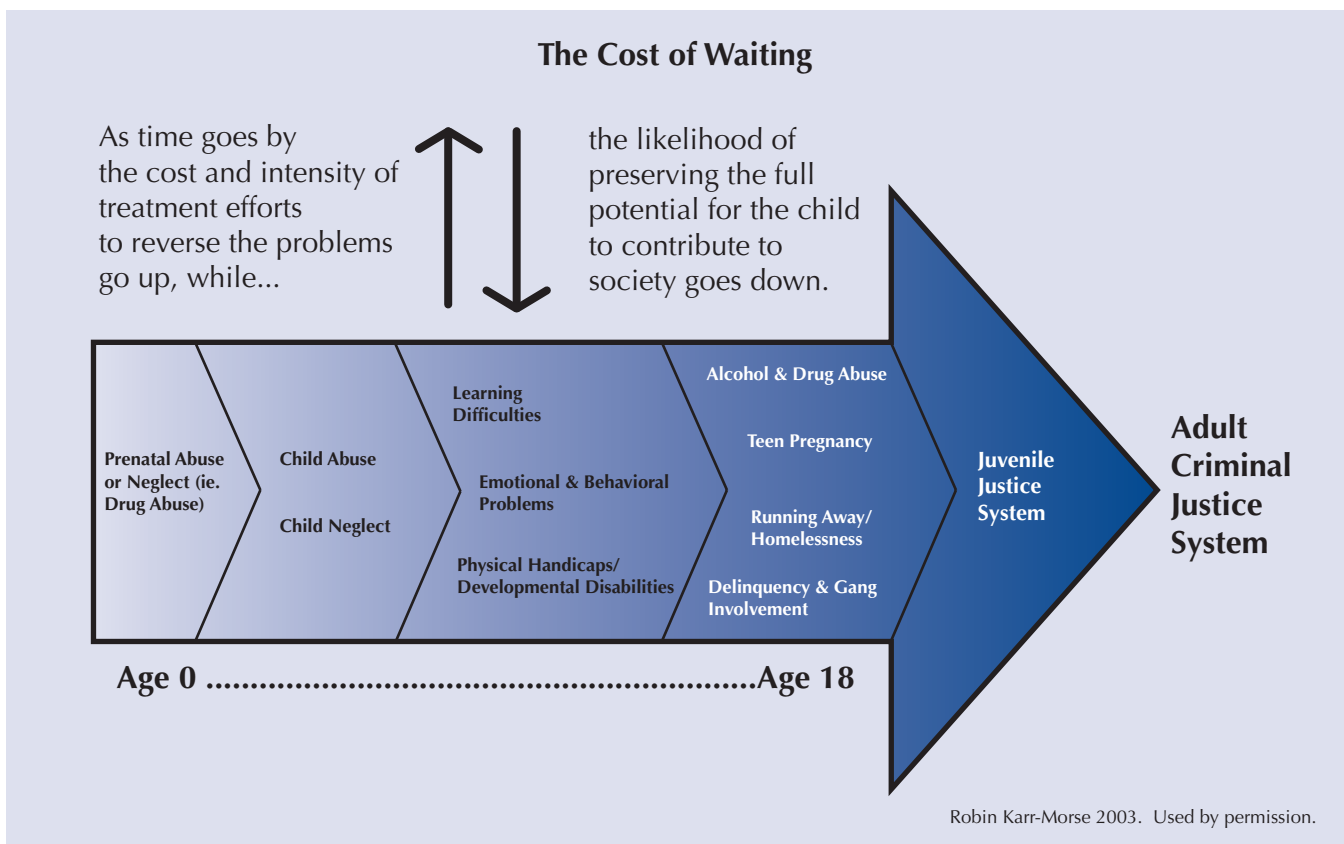 The Cost of Waiting
As time goes by
the cost and intensity of
treatment efforts
to reverse the problems
go up, while...
the likelihood of
preserving the full
potential for the child
to contribute to
society goes down.
Prenatal Abuse
or Neglect (ie.
Drug Abuse)
Child Abuse
Child Neglect
Learning
Difficulties
Emotional & Behavioral
Problems
Physical Handicaps/
Developmental Disabilities
Alcohol & Drug Abuse
Teen Pregnancy
Running Away/
Homelessness
Delinquency & Gang
Involvement
Juvenile
Justice
System
Adult
Criminal
Justice
System
Age 0 ..............................................................Age 18
Robin Karr-Morse 2003.  Used by permission.